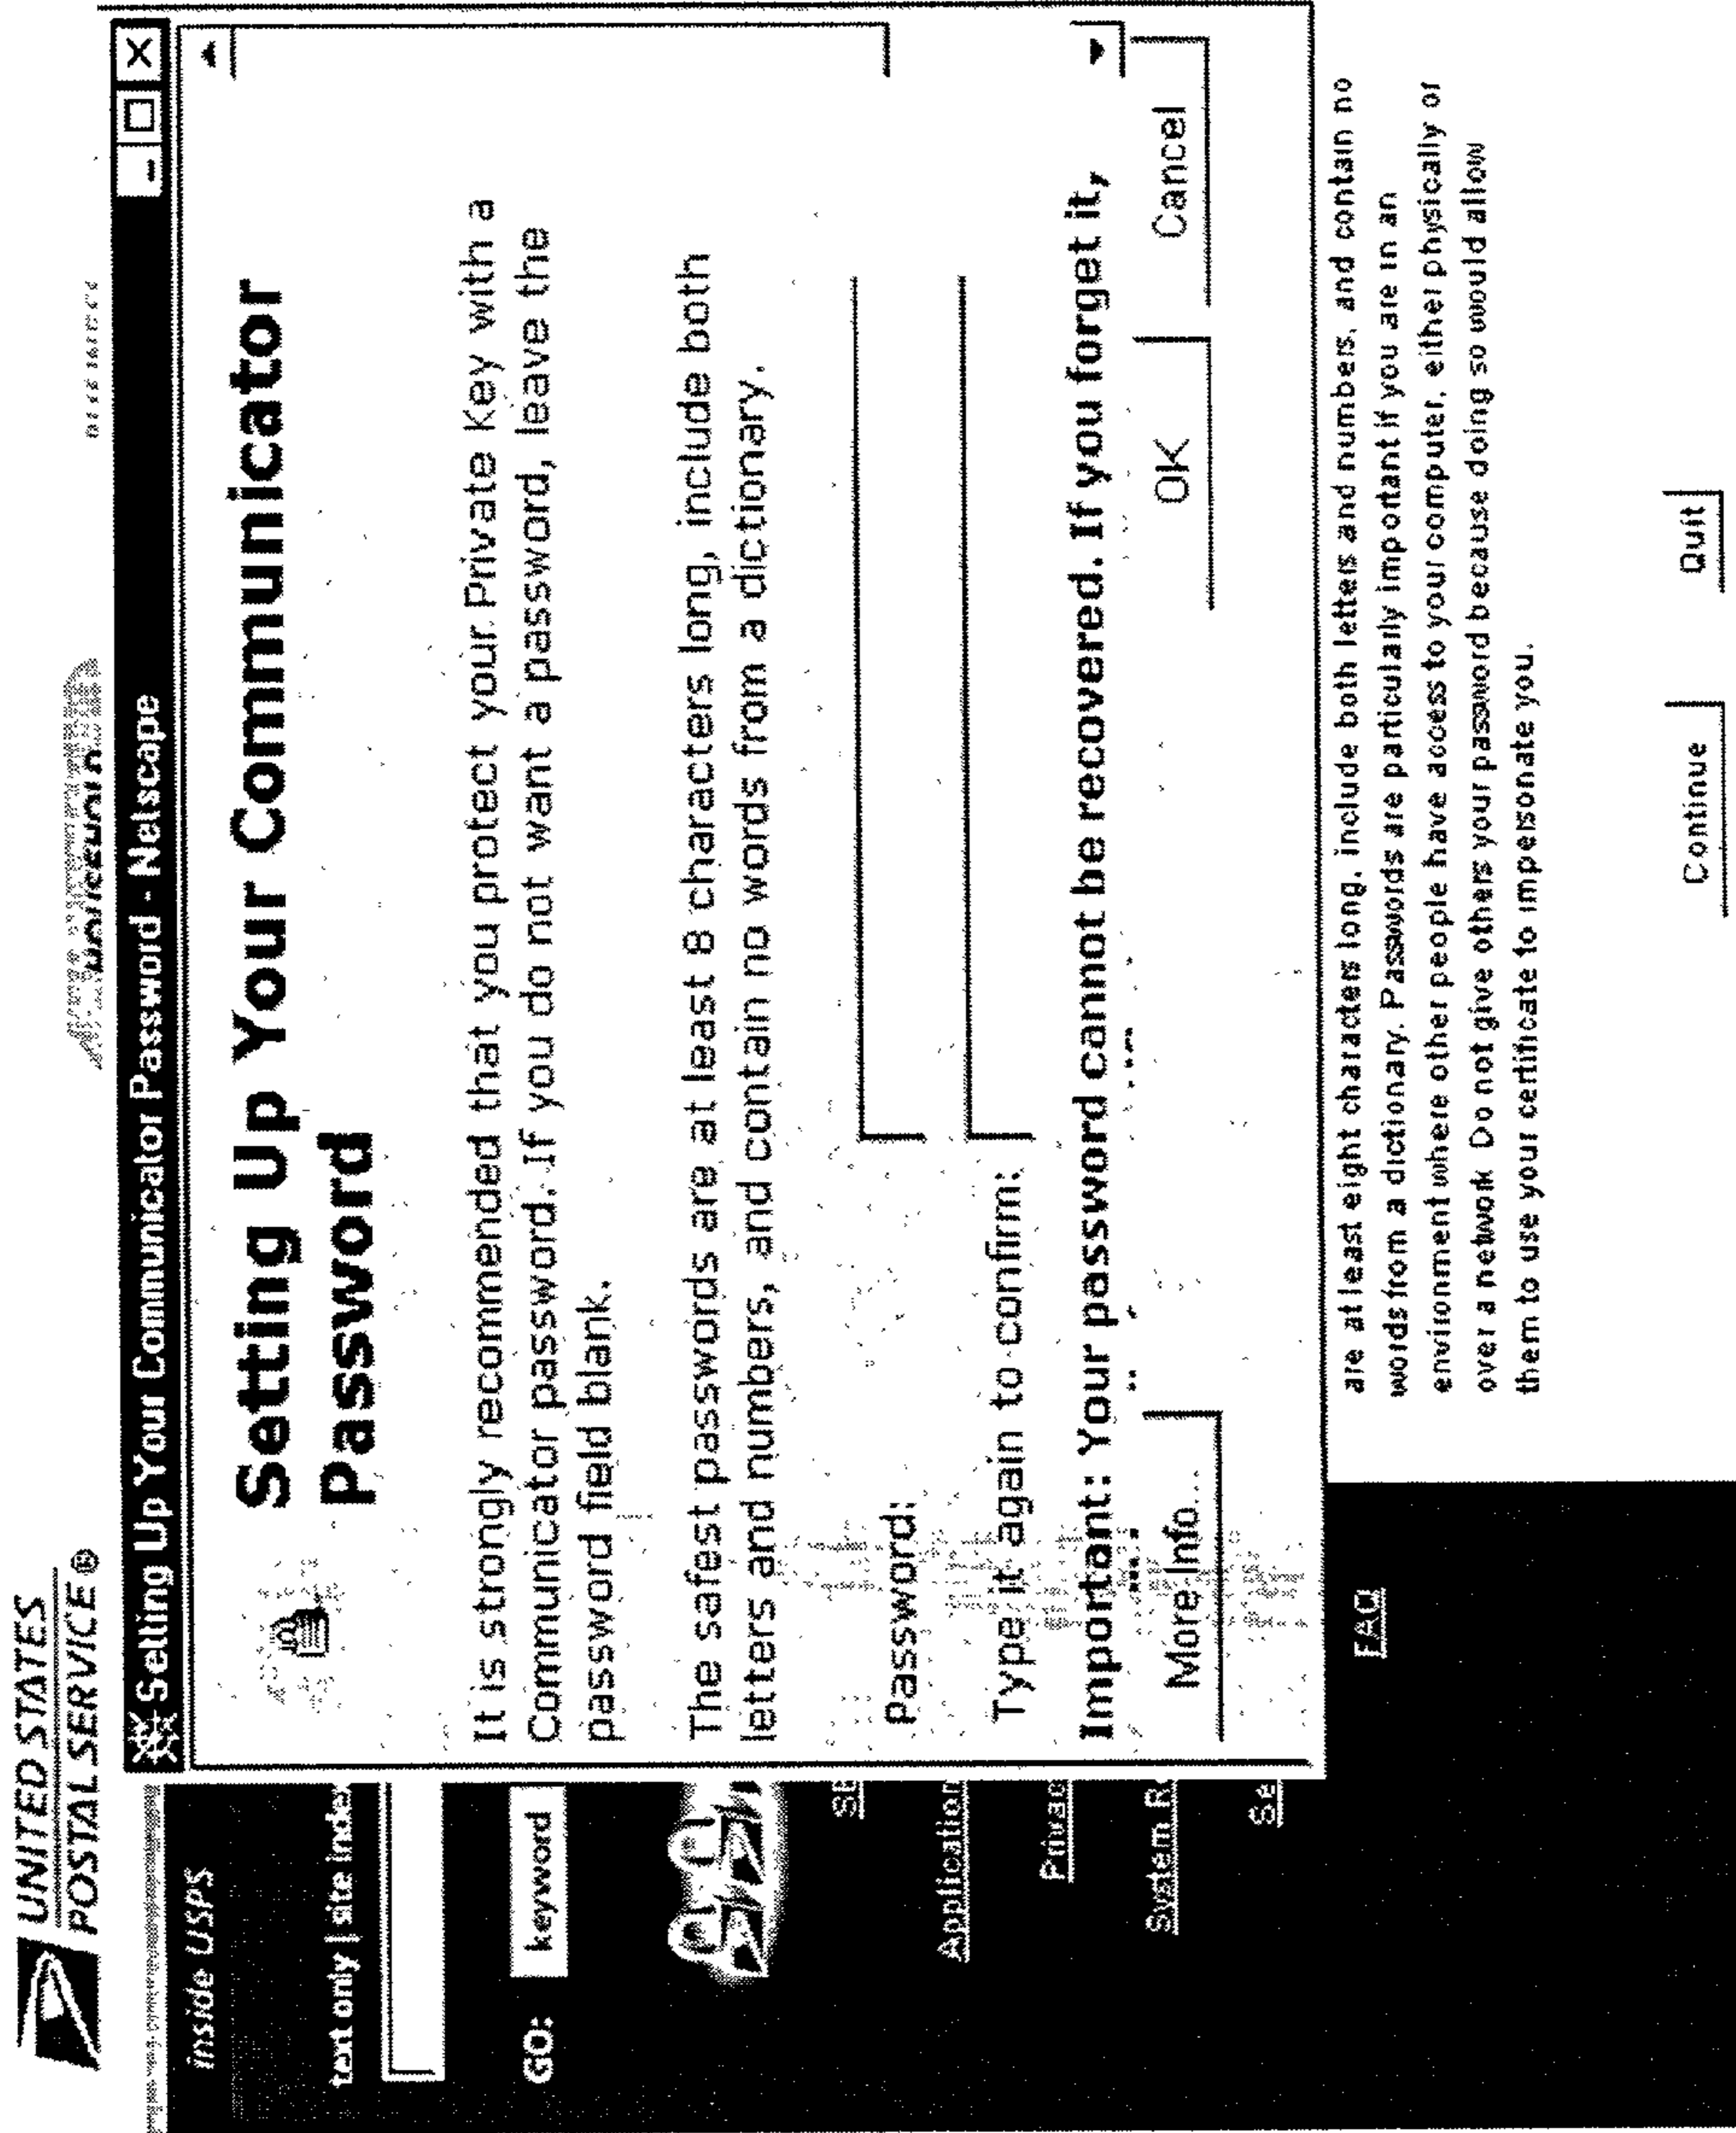 UNITED STATES
POSTAL SERVICE ®
Setting Up Your Communicator Password - Netscape
inside USPS
text only | site index
GO: keyword
Application
Privac
System R
Se
FAQ
Setting Up Your Communicator
Password
It is strongly recommended that you protect your Private Key with a
Communicator password. If you do not want a password, leave the
password field blank.
The safest passwords are at least 8 characters long, include both
letters and numbers, and contain no words from a dictionary.
Password:
Type it again to confirm:
Important: Your password cannot be recovered. If you forget it,
More Info...
OK
Cancel
are at least eight characters long, include both letters and numbers, and contain no
words from a dictionary. Passwords are particularly important if you are in an
environment where other people have access to your computer, either physically or
over a network. Do not give others your password because doing so would allow
them to use your certificate to impersonate you.
Continue
Quit